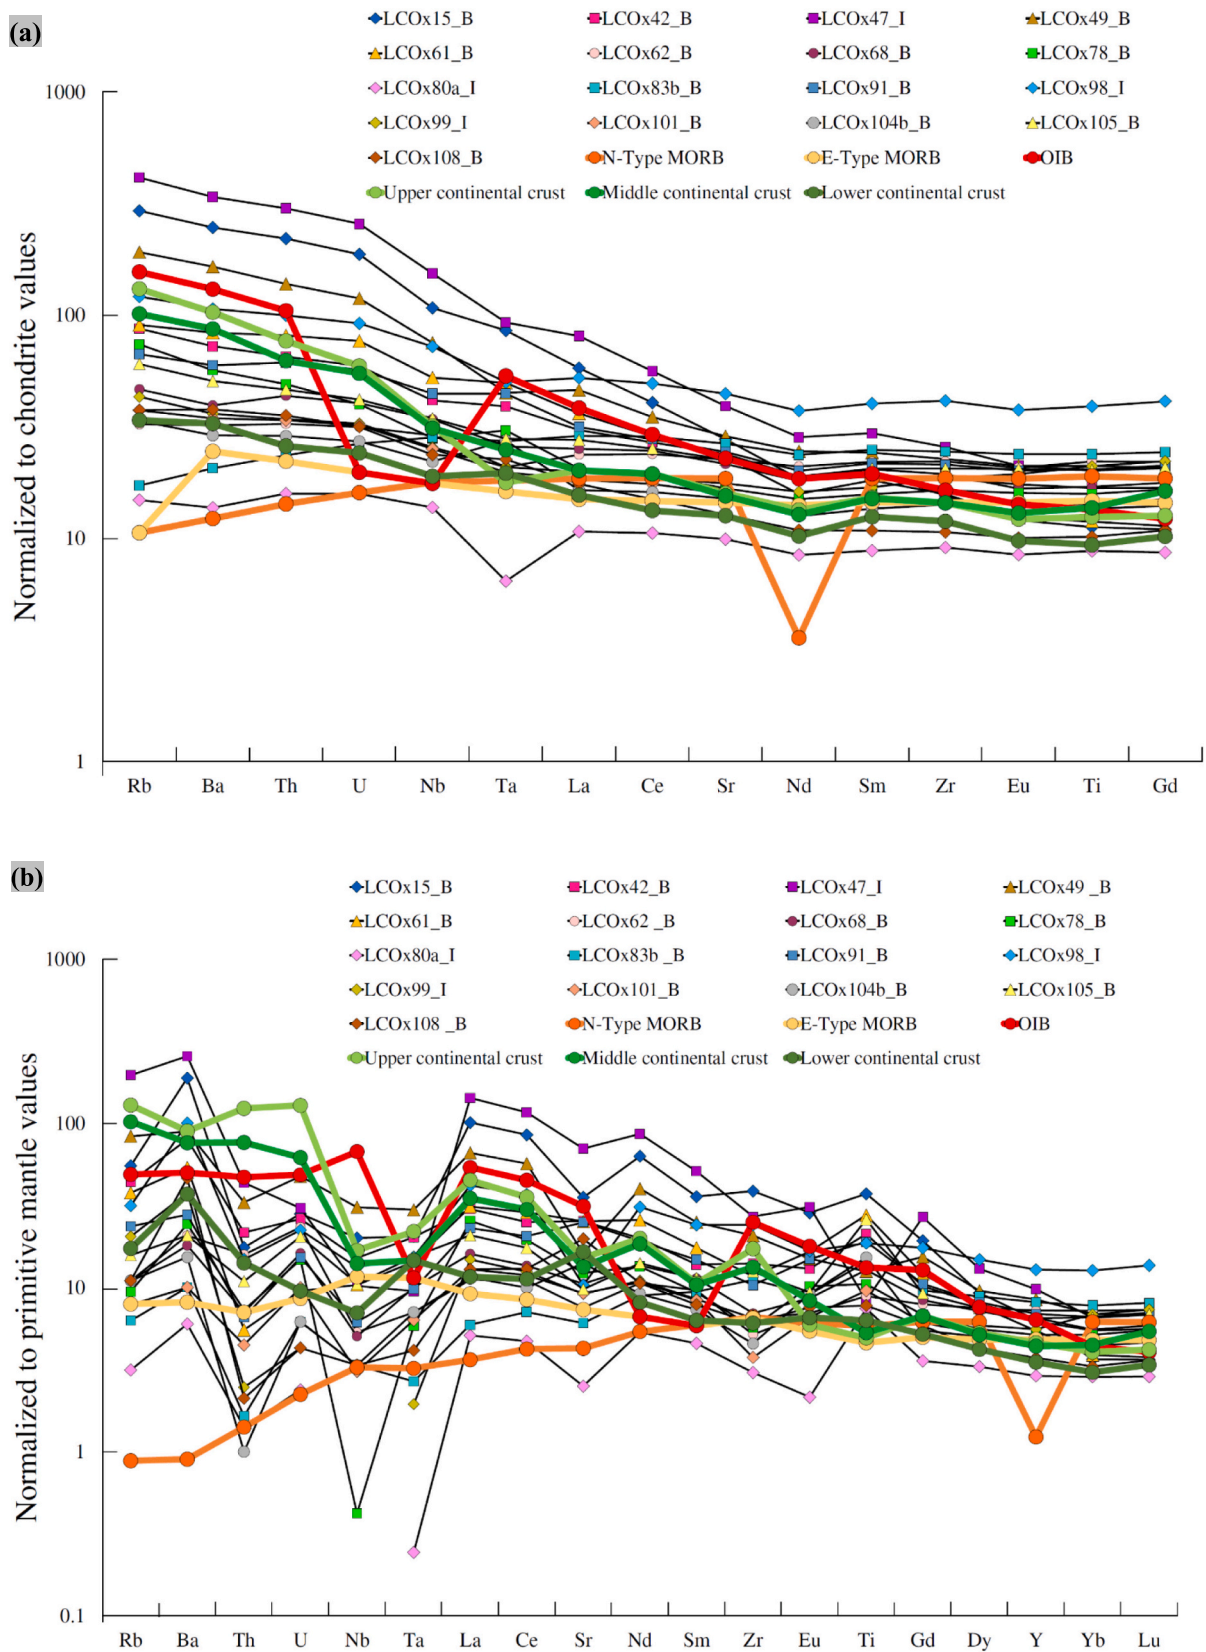 (a)
LCOx15_B LCOx42_B LCOx47_I LCOx49_B
LCOx61_B LCOx62_B LCOx68_B LCOx78_B
LCOx80a_I LCOx83b_B LCOx91_B LCOx98_I
LCOx99_I LCOx101_B LCOx104b_B LCOx105_B
LCOx108_B N-Type MORB E-Type MORB OIB
Upper continental crust Middle continental crust Lower continental crust
Normalized to chondrite values
1000
100
10
1
Rb Ba Th U Nb Ta La Ce Sr Nd Sm Zr Eu Ti Gd
(b)
LCOx15_B LCOx42_B LCOx47_I LCOx49 _B
LCOx61_B LCOx62 _B LCOx68_B LCOx78_B
LCOx80a_I LCOx83b _B LCOx91_B LCOx98_I
LCOx99_I LCOx101_B LCOx104b_B LCOx105_B
LCOx108 _B N-Type MORB E-Type MORB OIB
Upper continental crust Middle continental crust Lower continental crust
Normalized to primitive mantle values
1000
100
10
1
0.1
Rb Ba Th U Nb Ta La Ce Sr Nd Sm Zr Eu Ti Gd Dy Y Yb Lu